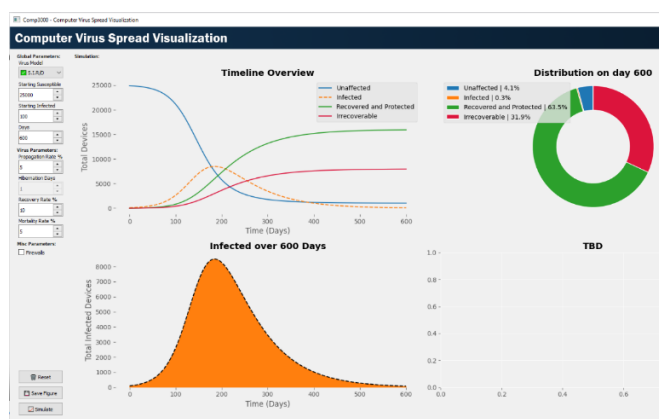 Comp3000 - Computer Virus Spread Visualization
Computer Virus Spread Visualization
Global Parameters:
Virus Model
S.I.R.D
Starting Susceptible
25000
Starting Infected
100
Days
600
Virus Parameters:
Propagation Rate %
5
Hibernation Days
1
Recovery Rate %
10
Mortality Rate %
5
Misc Parameters:
Firewalls
Reset
Save Figure
Simulate
Simulation:
Timeline Overview
Total Devices
25000
20000
15000
10000
5000
0
0 100 200 300 400 500 600
Time (Days)
Unaffected
Infected
Recovered and Protected
Irrecoverable
Distribution on day 600
Unaffected | 4.1%
Infected | 0.3%
Recovered and Protected | 63.5%
Irrecoverable | 31.9%
Infected over 600 Days
Total Infected Devices
8000
7000
6000
5000
4000
3000
2000
1000
0
0 100 200 300 400 500 600
Time (Days)
TBD
1.0
0.8
0.6
0.4
0.2
0.0
0.0 0.2 0.4 0.6